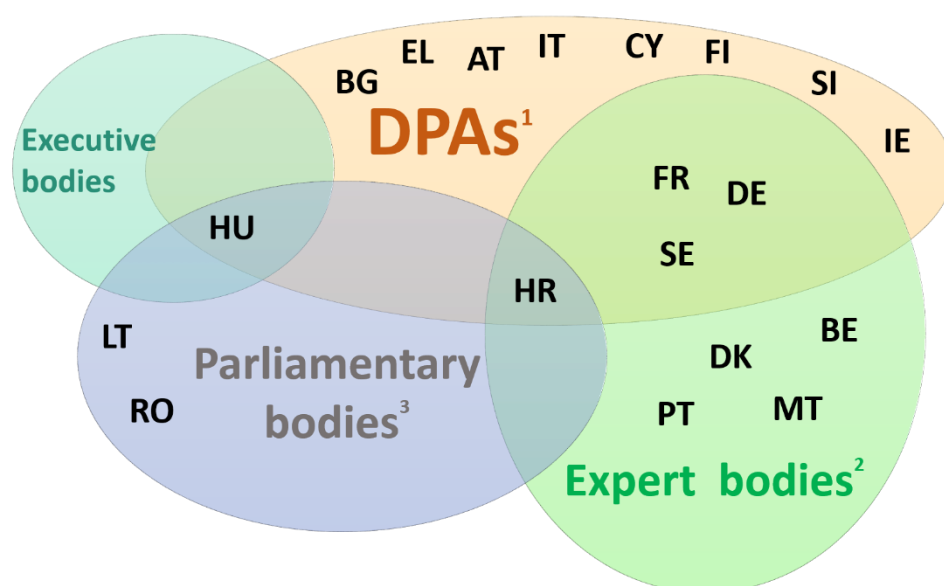 EL AT IT CY FI
BG SI
DPAs¹
IE
Executive
bodies
FR DE
HU
SE
HR
LT
BE
Parliamentary
bodies³
DK
RO
PT MT
Expert bodies²